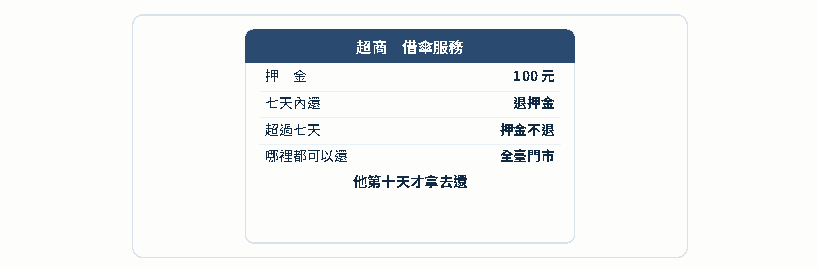 超商　借傘服務
押　金　100 元
七天內還　退押金
超過七天　押金不退
哪裡都可以還　全臺門市
他第十天才拿去還